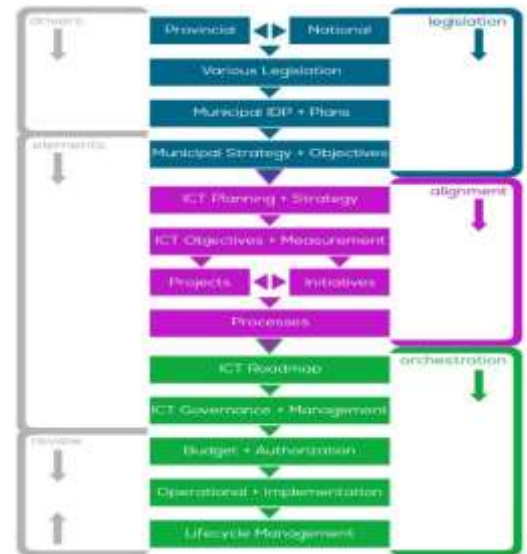 drivers
legislation
Provincial
National
Various Legislation
Municipal IDP + Plans
elements
Municipal Strategy + Objectives
alignment
ICT Planning + Strategy
ICT Objectives + Measurement
Projects
Initiatives
Processes
orchestration
ICT Roadmap
ICT Governance + Management
review
Budget + Authorization
Operational + Implementation
Lifecycle Management